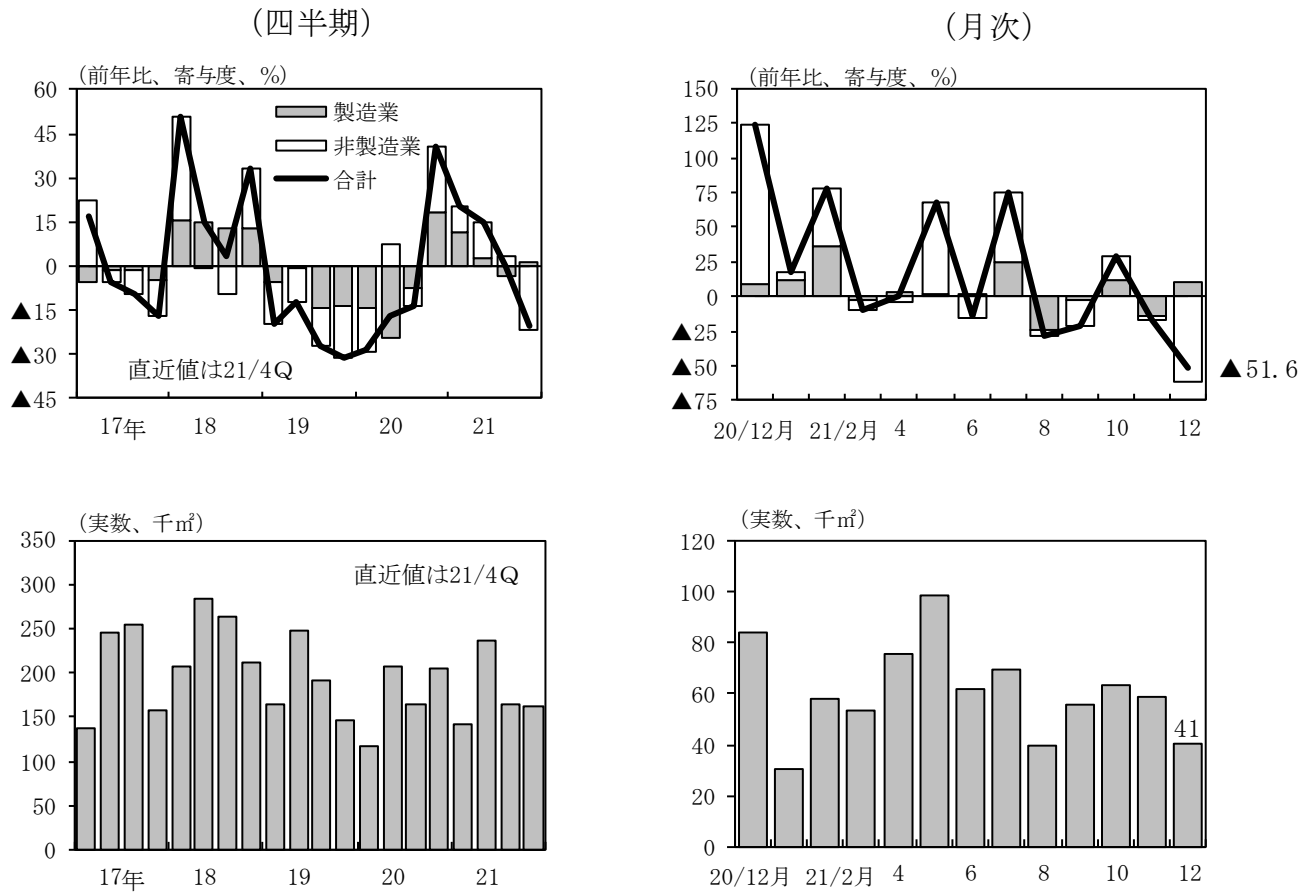 (四半期)
(前年比、寄与度、%)
60
45
30
15
0
▲15
▲30
▲45
製造業
非製造業
合計
直近値は21/4Q
17年 18 19 20 21
(月次)
(前年比、寄与度、%)
150
125
100
75
50
25
0
▲25
▲50
▲75
▲51.6
20/12月 21/2月 4 6 8 10 12
(実数、千㎡)
350
300
250
200
150
100
50
0
直近値は21/4Q
17年 18 19 20 21
(実数、千㎡)
120
100
80
60
40
20
0
41
20/12月 21/2月 4 6 8 10 12